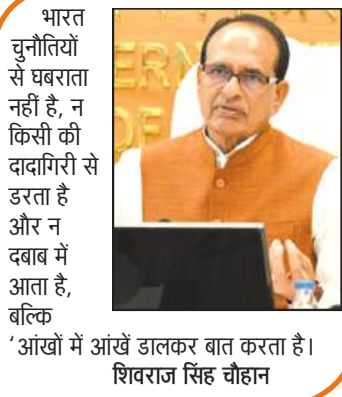 भारत
चुनौतियों
से घबराता
नहीं है, न
किसी की
दादागिरी से
डरता है
और न
दबाब में
आता है,
बल्कि
‘आंखों में आंखें डालकर बात करता है।
शिवराज सिंह चौहान